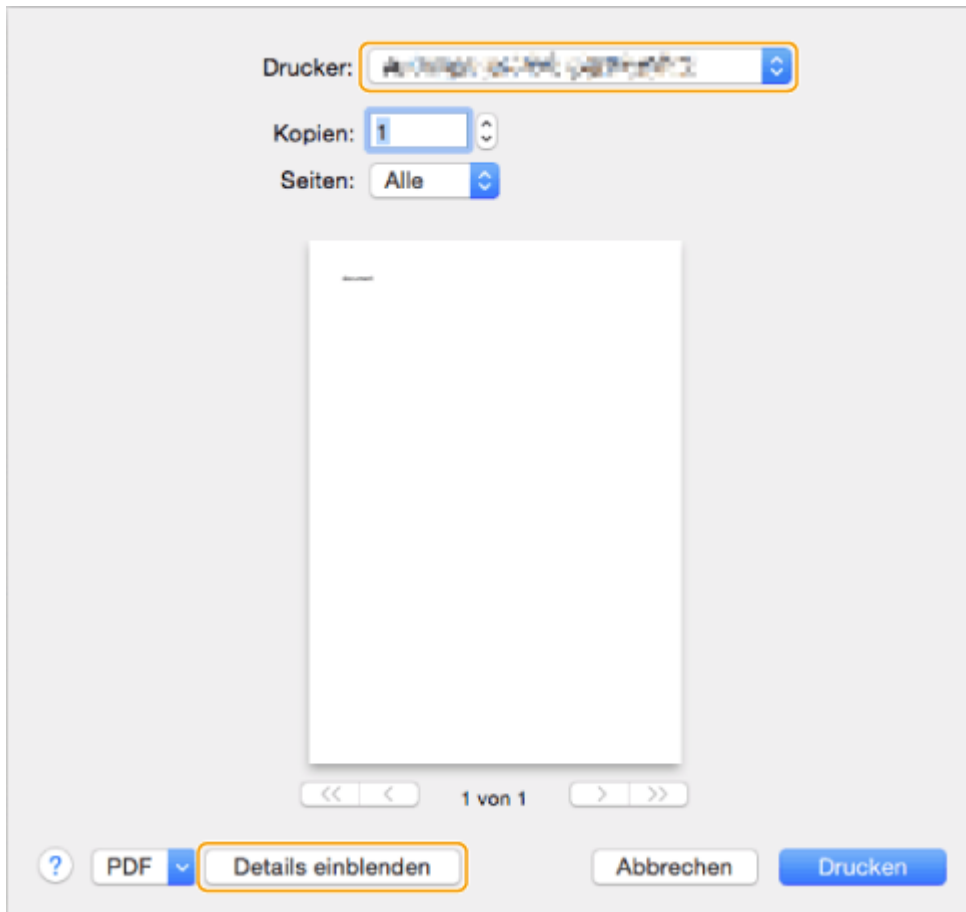 Drucker:
Kopien: 1
Seiten: Alle
1 von 1
? PDF Details einblenden Abbrechen Drucken